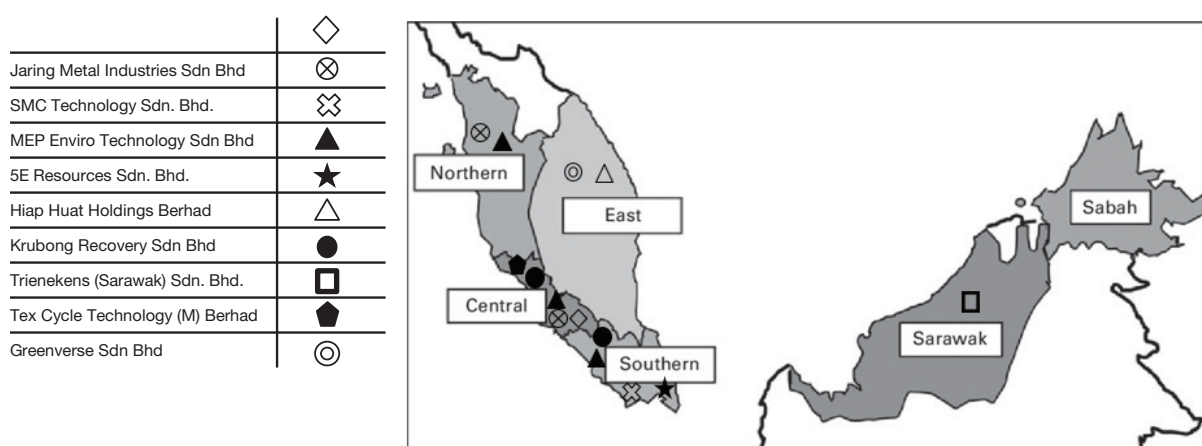 Jaring Metal Industries Sdn Bhd
SMC Technology Sdn. Bhd.
MEP Enviro Technology Sdn Bhd
5E Resources Sdn. Bhd.
Hiap Huat Holdings Berhad
Krubong Recovery Sdn Bhd
Trienekens (Sarawak) Sdn. Bhd.
Tex Cycle Technology (M) Berhad
Greenverse Sdn Bhd
Northern
East
Central
Southern
Sabah
Sarawak